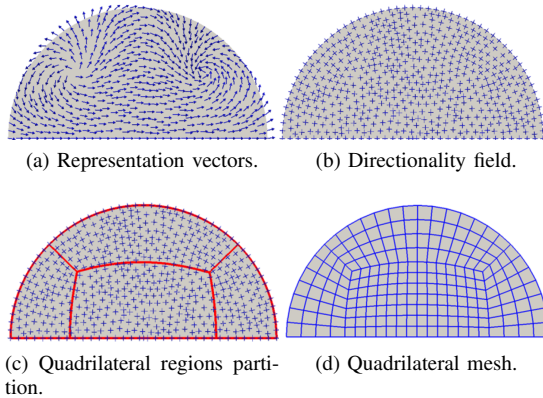 (a) Representation vectors.
(b) Directionality field.
(c) Quadrilateral regions parti-
tion.
(d) Quadrilateral mesh.